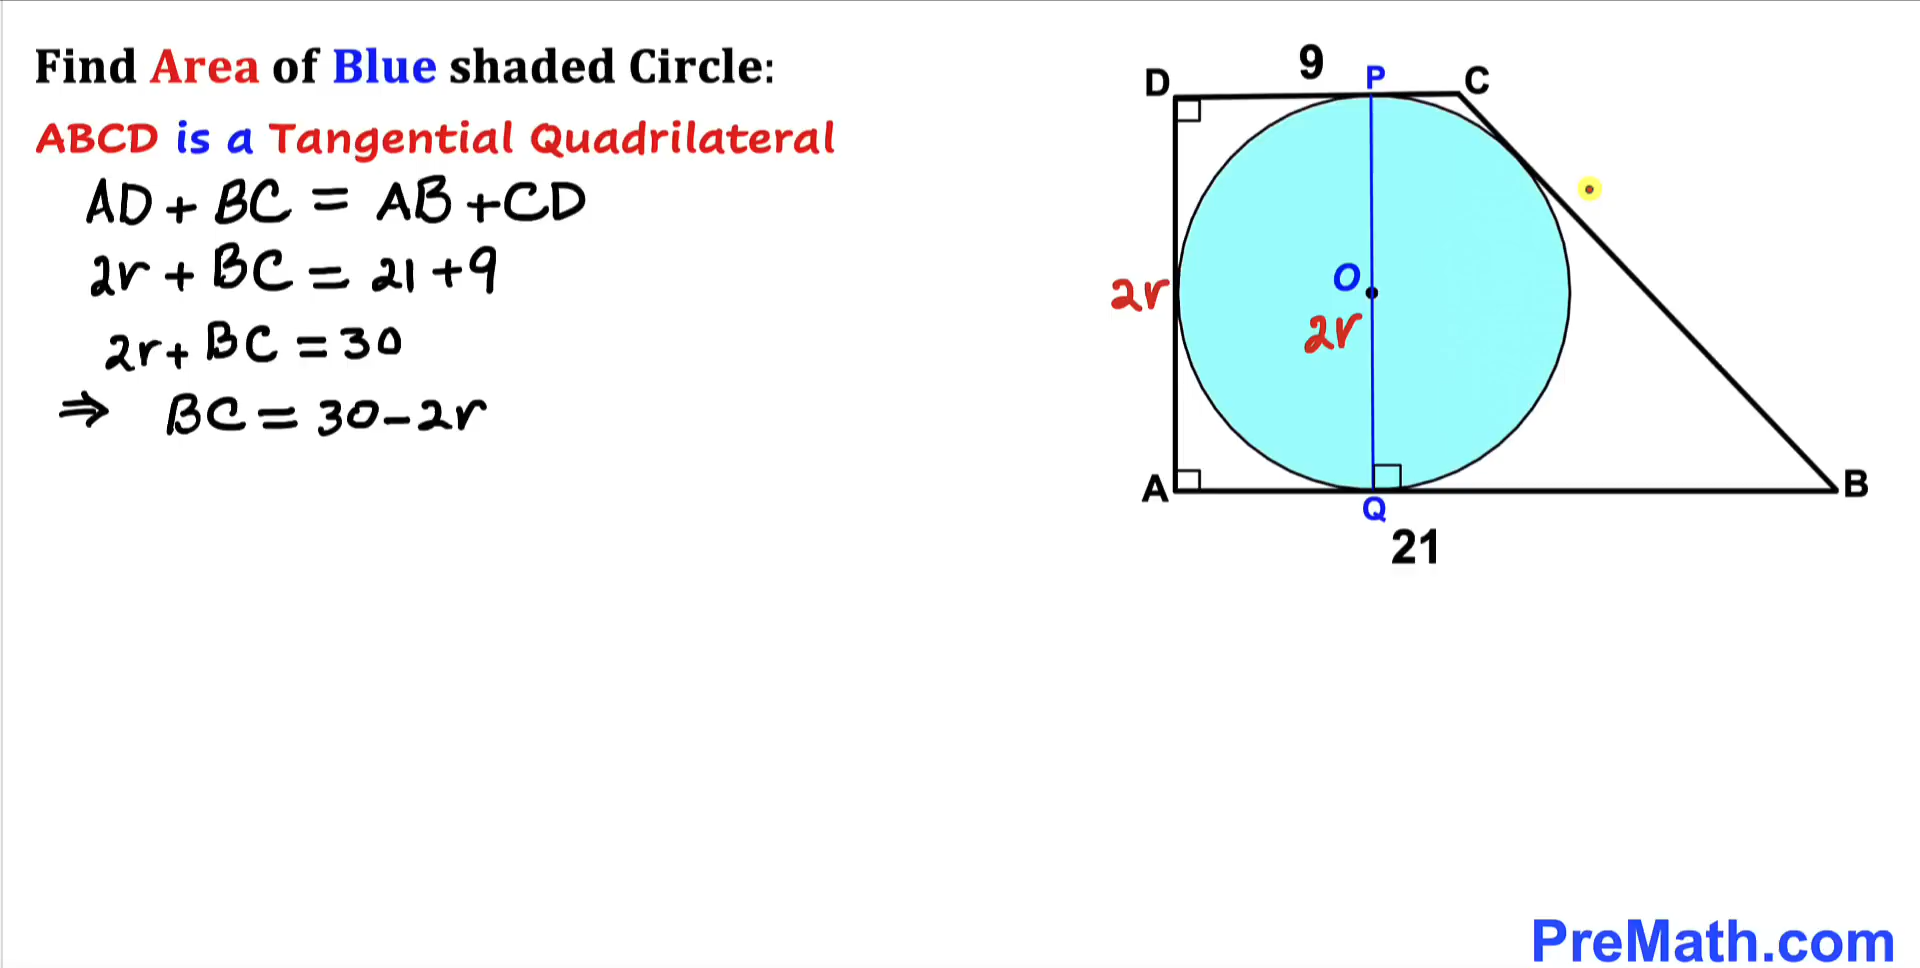 Find Area of Blue shaded Circle:
ABCD is a Tangential Quadrilateral
AD + BC = AB + CD
2r + BC = 21 + 9
2r + BC = 30
⇒ BC = 30 - 2r
9
D
P
C
O
2r
2r
A
Q
B
21
PreMath.com